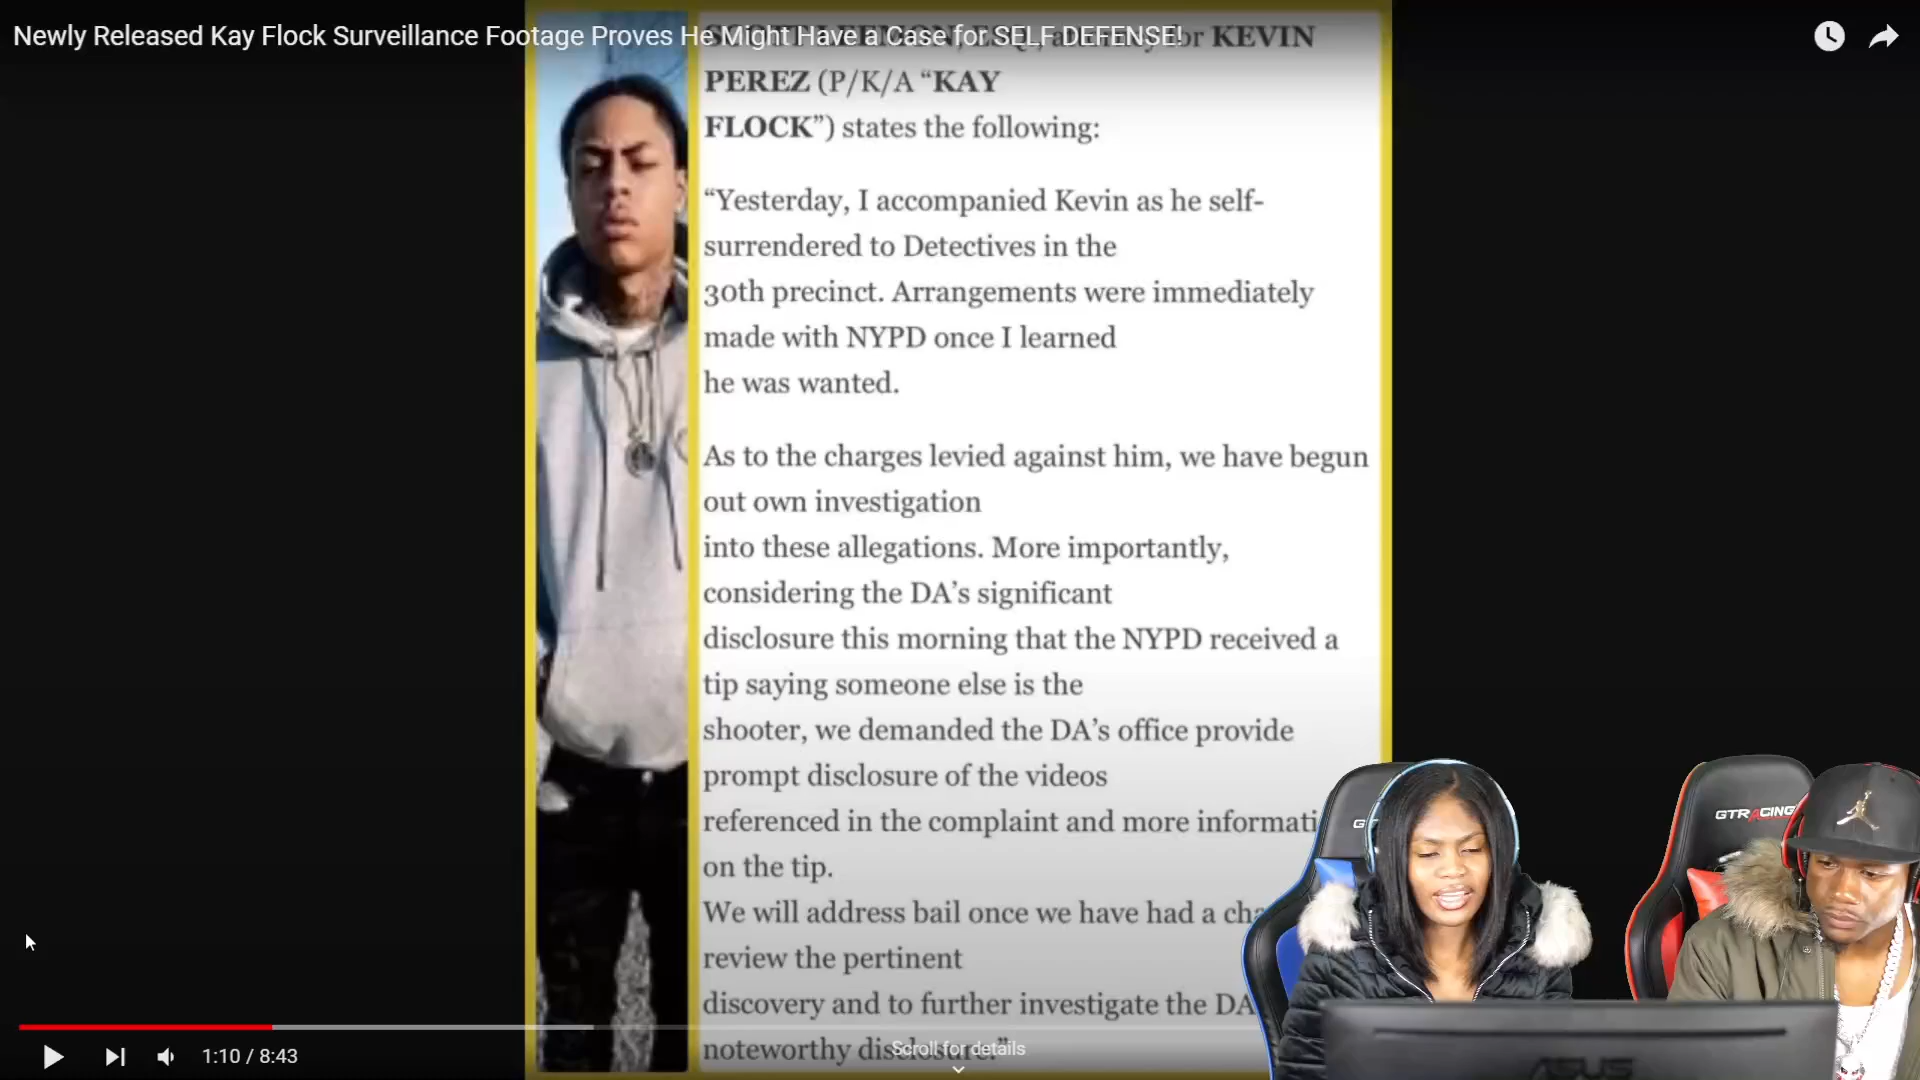 Newly Released Kay Flock Surveillance Footage Proves He Might Have a Case for SELF DEFENSE!
KEVIN
PEREZ (P/K/A “KAY
FLOCK”) states the following:
“Yesterday, I accompanied Kevin as he self-
surrendered to Detectives in the
30th precinct. Arrangements were immediately
made with NYPD once I learned
he was wanted.
As to the charges levied against him, we have begun
out own investigation
into these allegations. More importantly,
considering the DA’s significant
disclosure this morning that the NYPD received a
tip saying someone else is the
shooter, we demanded the DA’s office provide
prompt disclosure of the videos
referenced in the complaint and more informati
on the tip.
We will address bail once we have had a cha
review the pertinent
discovery and to further investigate the DA
noteworthy disclosure.”
Scroll for details
1:10 / 8:43
GTRACING
ASUS